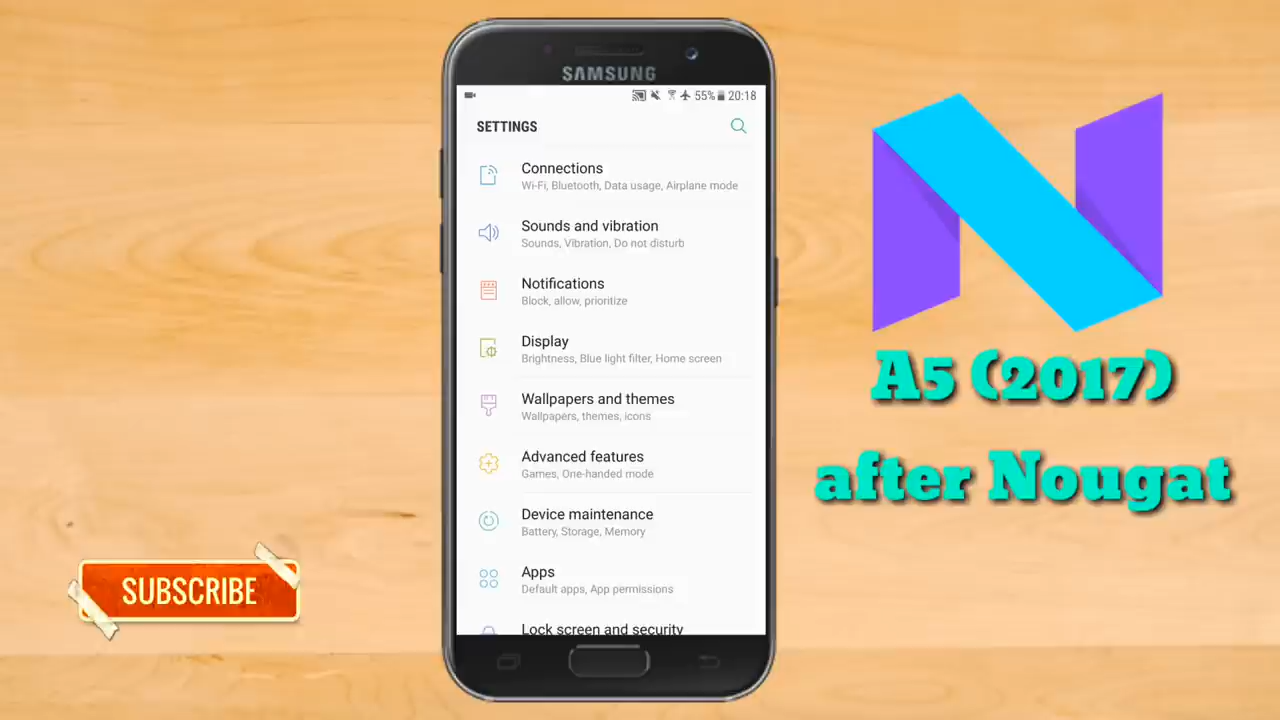 SAMSUNG
55% 20:18
SETTINGS
Connections
Wi-Fi, Bluetooth, Data usage, Airplane mode
Sounds and vibration
Sounds, Vibration, Do not disturb
Notifications
Block, allow, prioritize
Display
Brightness, Blue light filter, Home screen
Wallpapers and themes
Wallpapers, themes, icons
Advanced features
Games, One-handed mode
Device maintenance
Battery, Storage, Memory
Apps
Default apps, App permissions
Lock screen and security
A5 (2017)
after Nougat
SUBSCRIBE